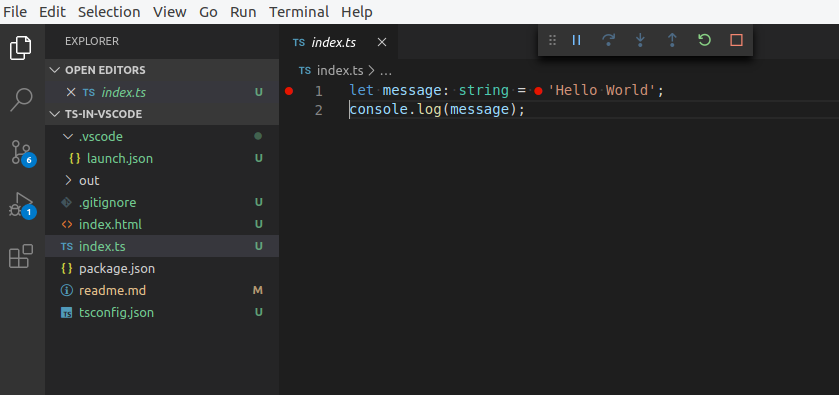 File Edit Selection View Go Run Terminal Help
EXPLORER
OPEN EDITORS
TS index.ts U
TS-IN-VSCODE
.vscode
{} launch.json U
out
.gitignore U
<> index.html U
TS index.ts U
{} package.json
readme.md M
TS tsconfig.json U
6
1
TS index.ts
TS index.ts > ...
1 let message: string = 'Hello World';
2 console.log(message);